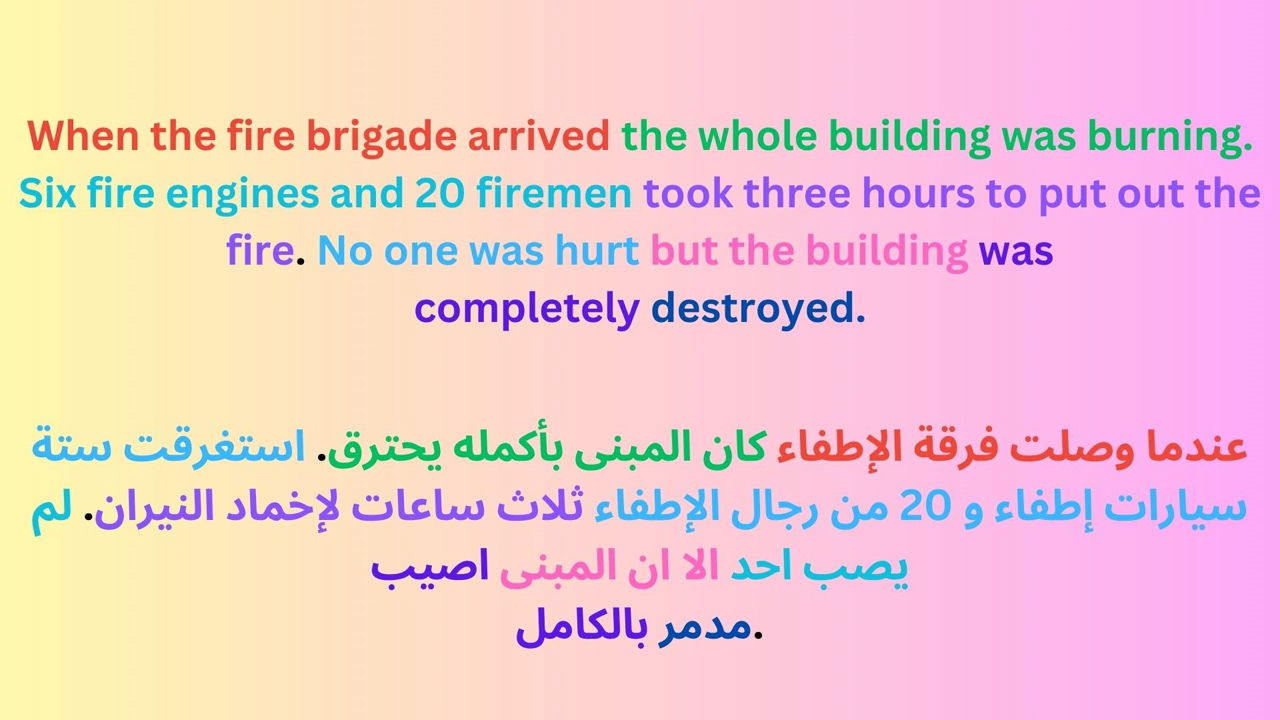 When the fire brigade arrived the whole building was burning.
Six fire engines and 20 firemen took three hours to put out the
fire. No one was hurt but the building was
completely destroyed.
عندما وصلت فرقة الإطفاء كان المبنى بأكمله يحترق. استغرقت ستة
سيارات إطفاء و 20 من رجال الإطفاء ثلاث ساعات لإخماد النيران. لم
يصب احد الا ان المبنى اصيب
.مدمر بالكامل